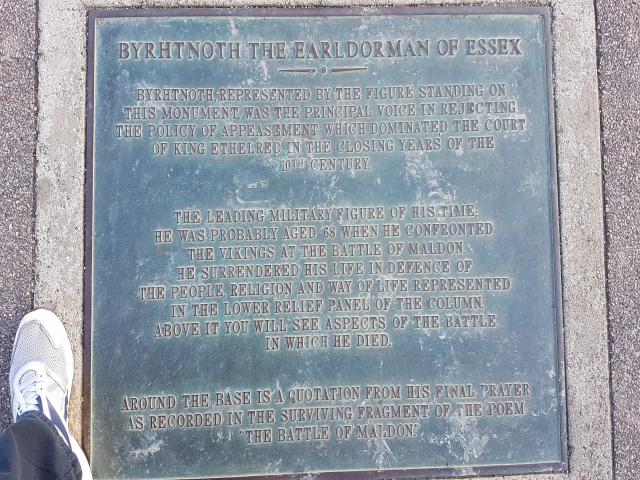 BYRHTNOTH THE EARLDORMAN OF ESSEX
BYRHTNOTH REPRESENTED BY THE FIGURE STANDING ON
THIS MONUMENT, WAS THE PRINCIPAL VOICE IN REJECTING
THE POLICY OF APPEASEMENT WHICH DOMINATED THE COURT
OF KING ETHELRED IN THE CLOSING YEARS OF THE
10TH CENTURY.
THE LEADING MILITARY FIGURE OF HIS TIME;
HE WAS PROBABLY AGED 68 WHEN HE CONFRONTED
THE VIKINGS AT THE BATTLE OF MALDON.
HE SURRENDERED HIS LIFE IN DEFENCE OF
THE PEOPLE, RELIGION AND WAY OF LIFE REPRESENTED
IN THE LOWER RELIEF PANEL OF THE COLUMN.
ABOVE IT YOU WILL SEE ASPECTS OF THE BATTLE
IN WHICH HE DIED.
AROUND THE BASE IS A QUOTATION FROM HIS FINAL PRAYER
AS RECORDED IN THE SURVIVING FRAGMENT OF THE POEM
"THE BATTLE OF MALDON."